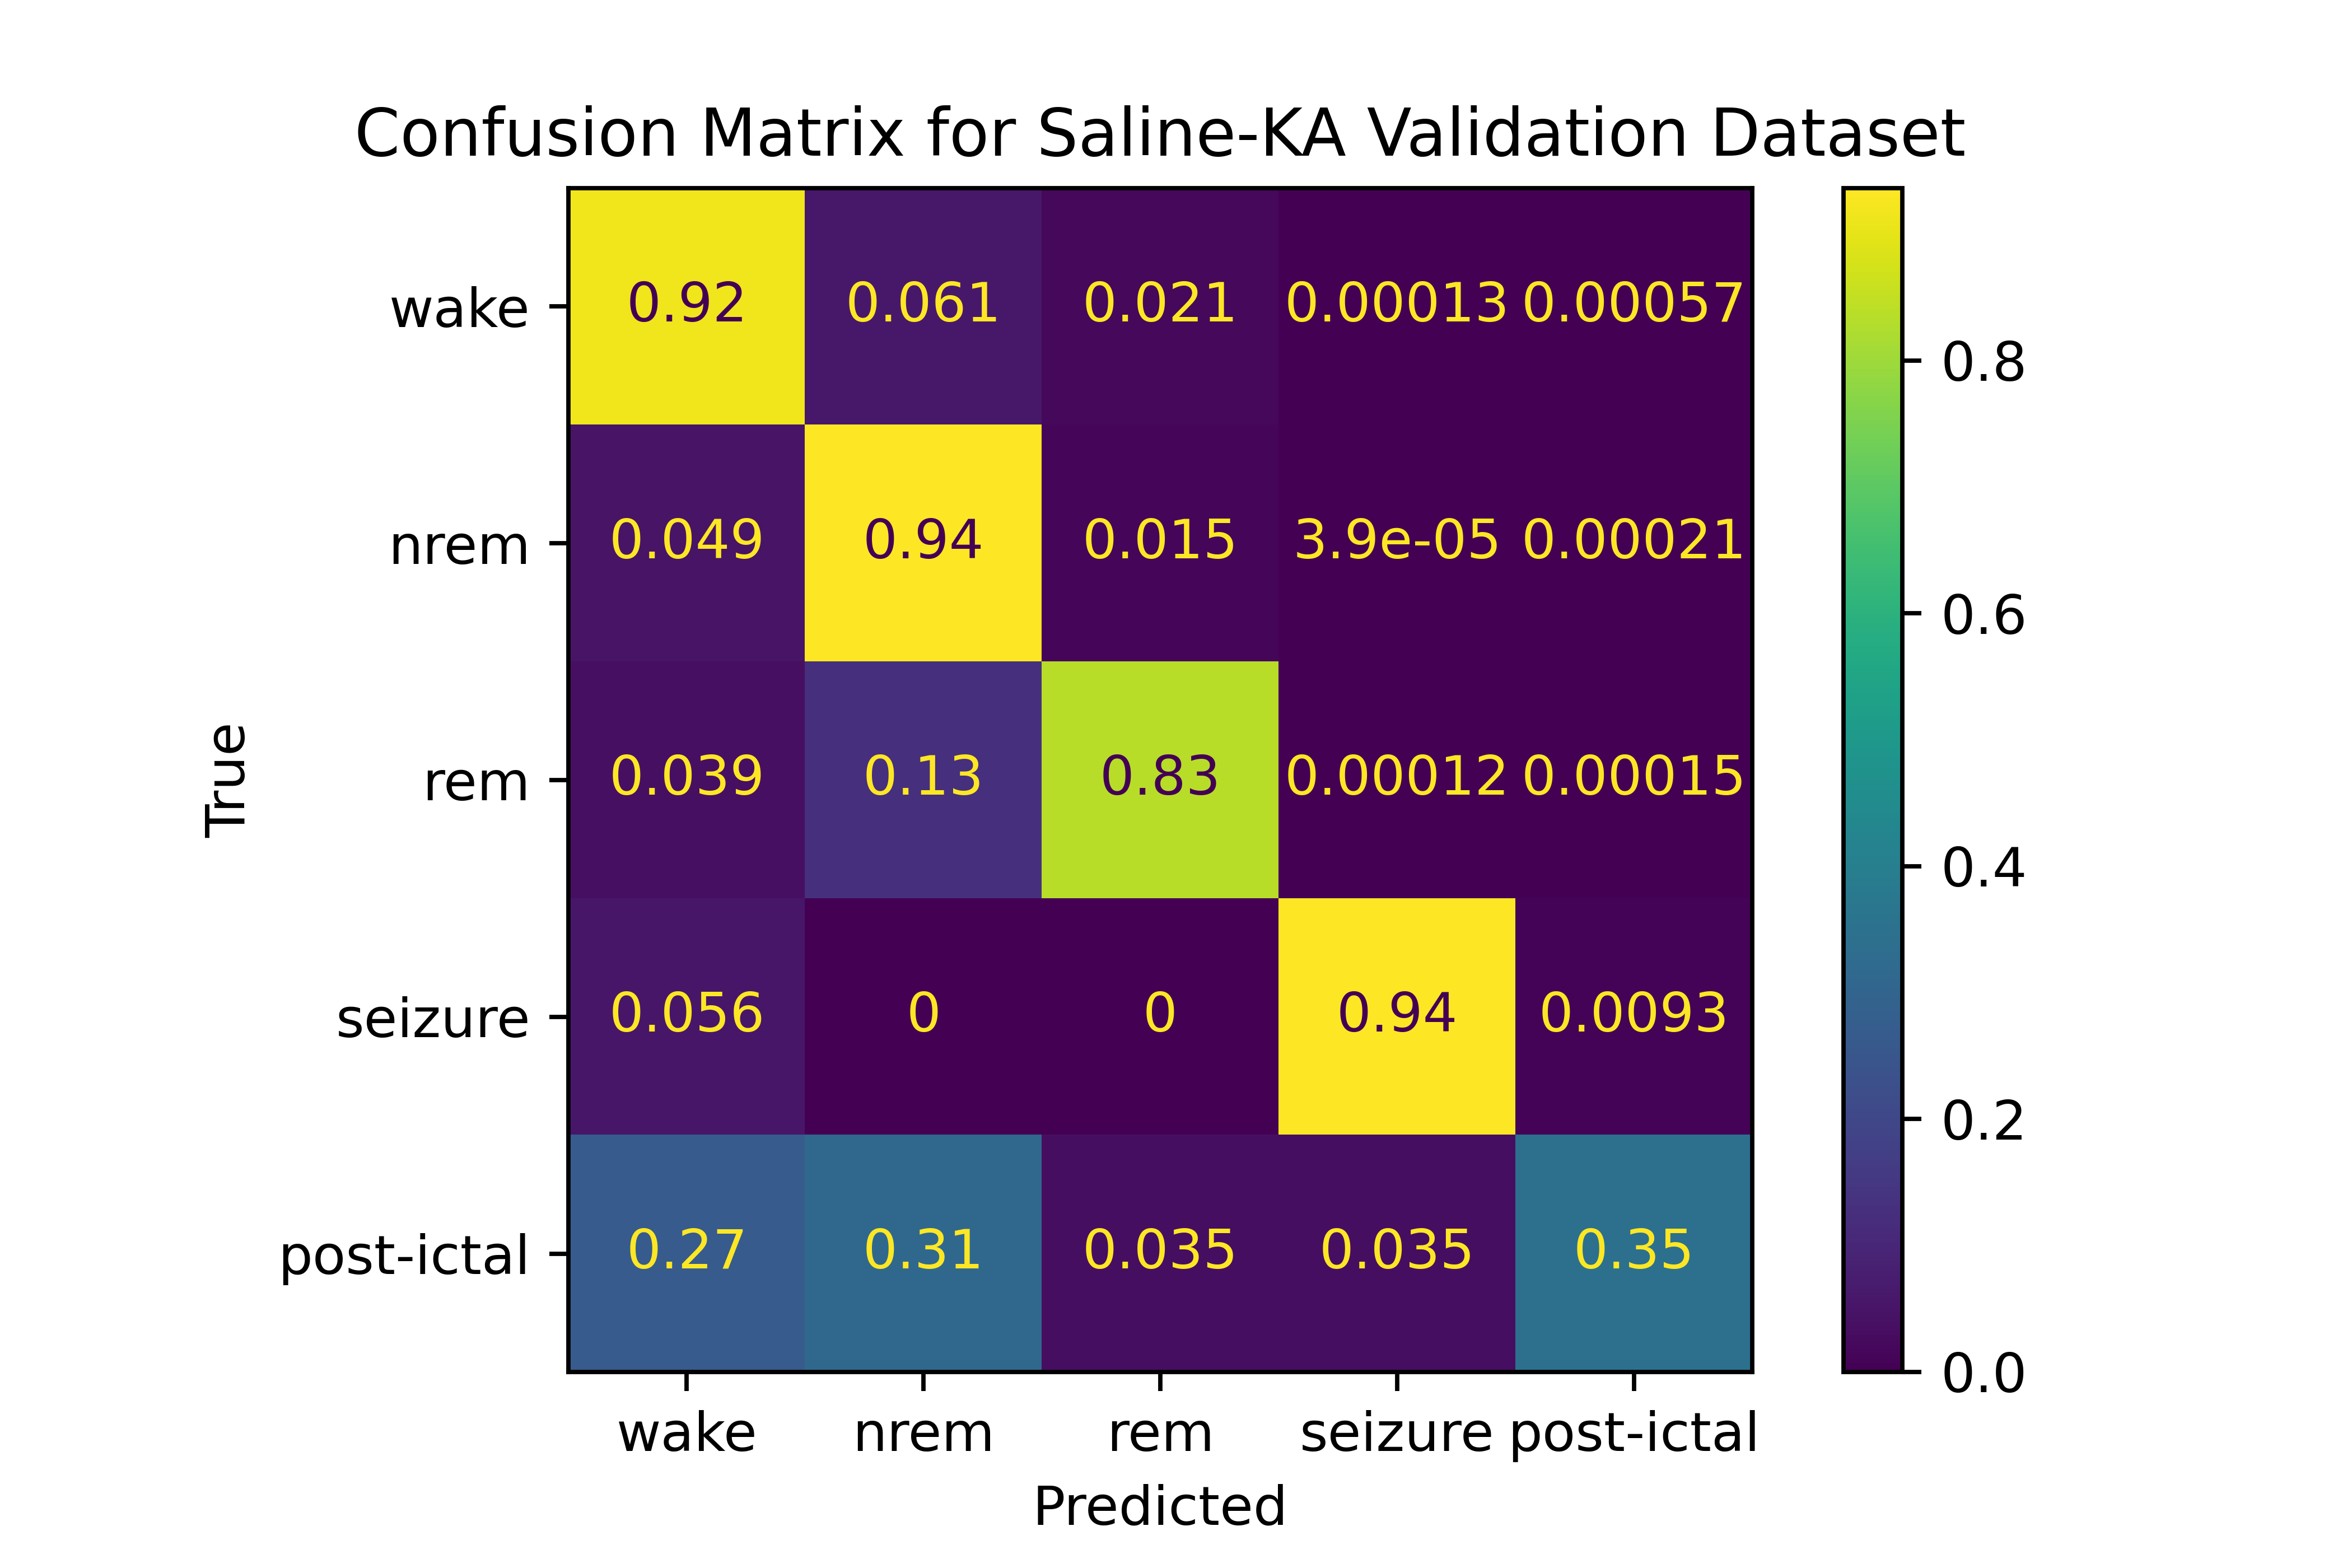 Confusion Matrix for Saline-KA Validation Dataset
wake 0.92 0.061 0.021 0.00013 0.00057
nrem 0.049 0.94 0.015 3.9e-05 0.00021
rem 0.039 0.13 0.83 0.00012 0.00015
seizure 0.056 0 0 0.94 0.0093
post-ictal 0.27 0.31 0.035 0.035 0.35
wake nrem rem seizure post-ictal
Predicted
True
0.8
0.6
0.4
0.2
0.0